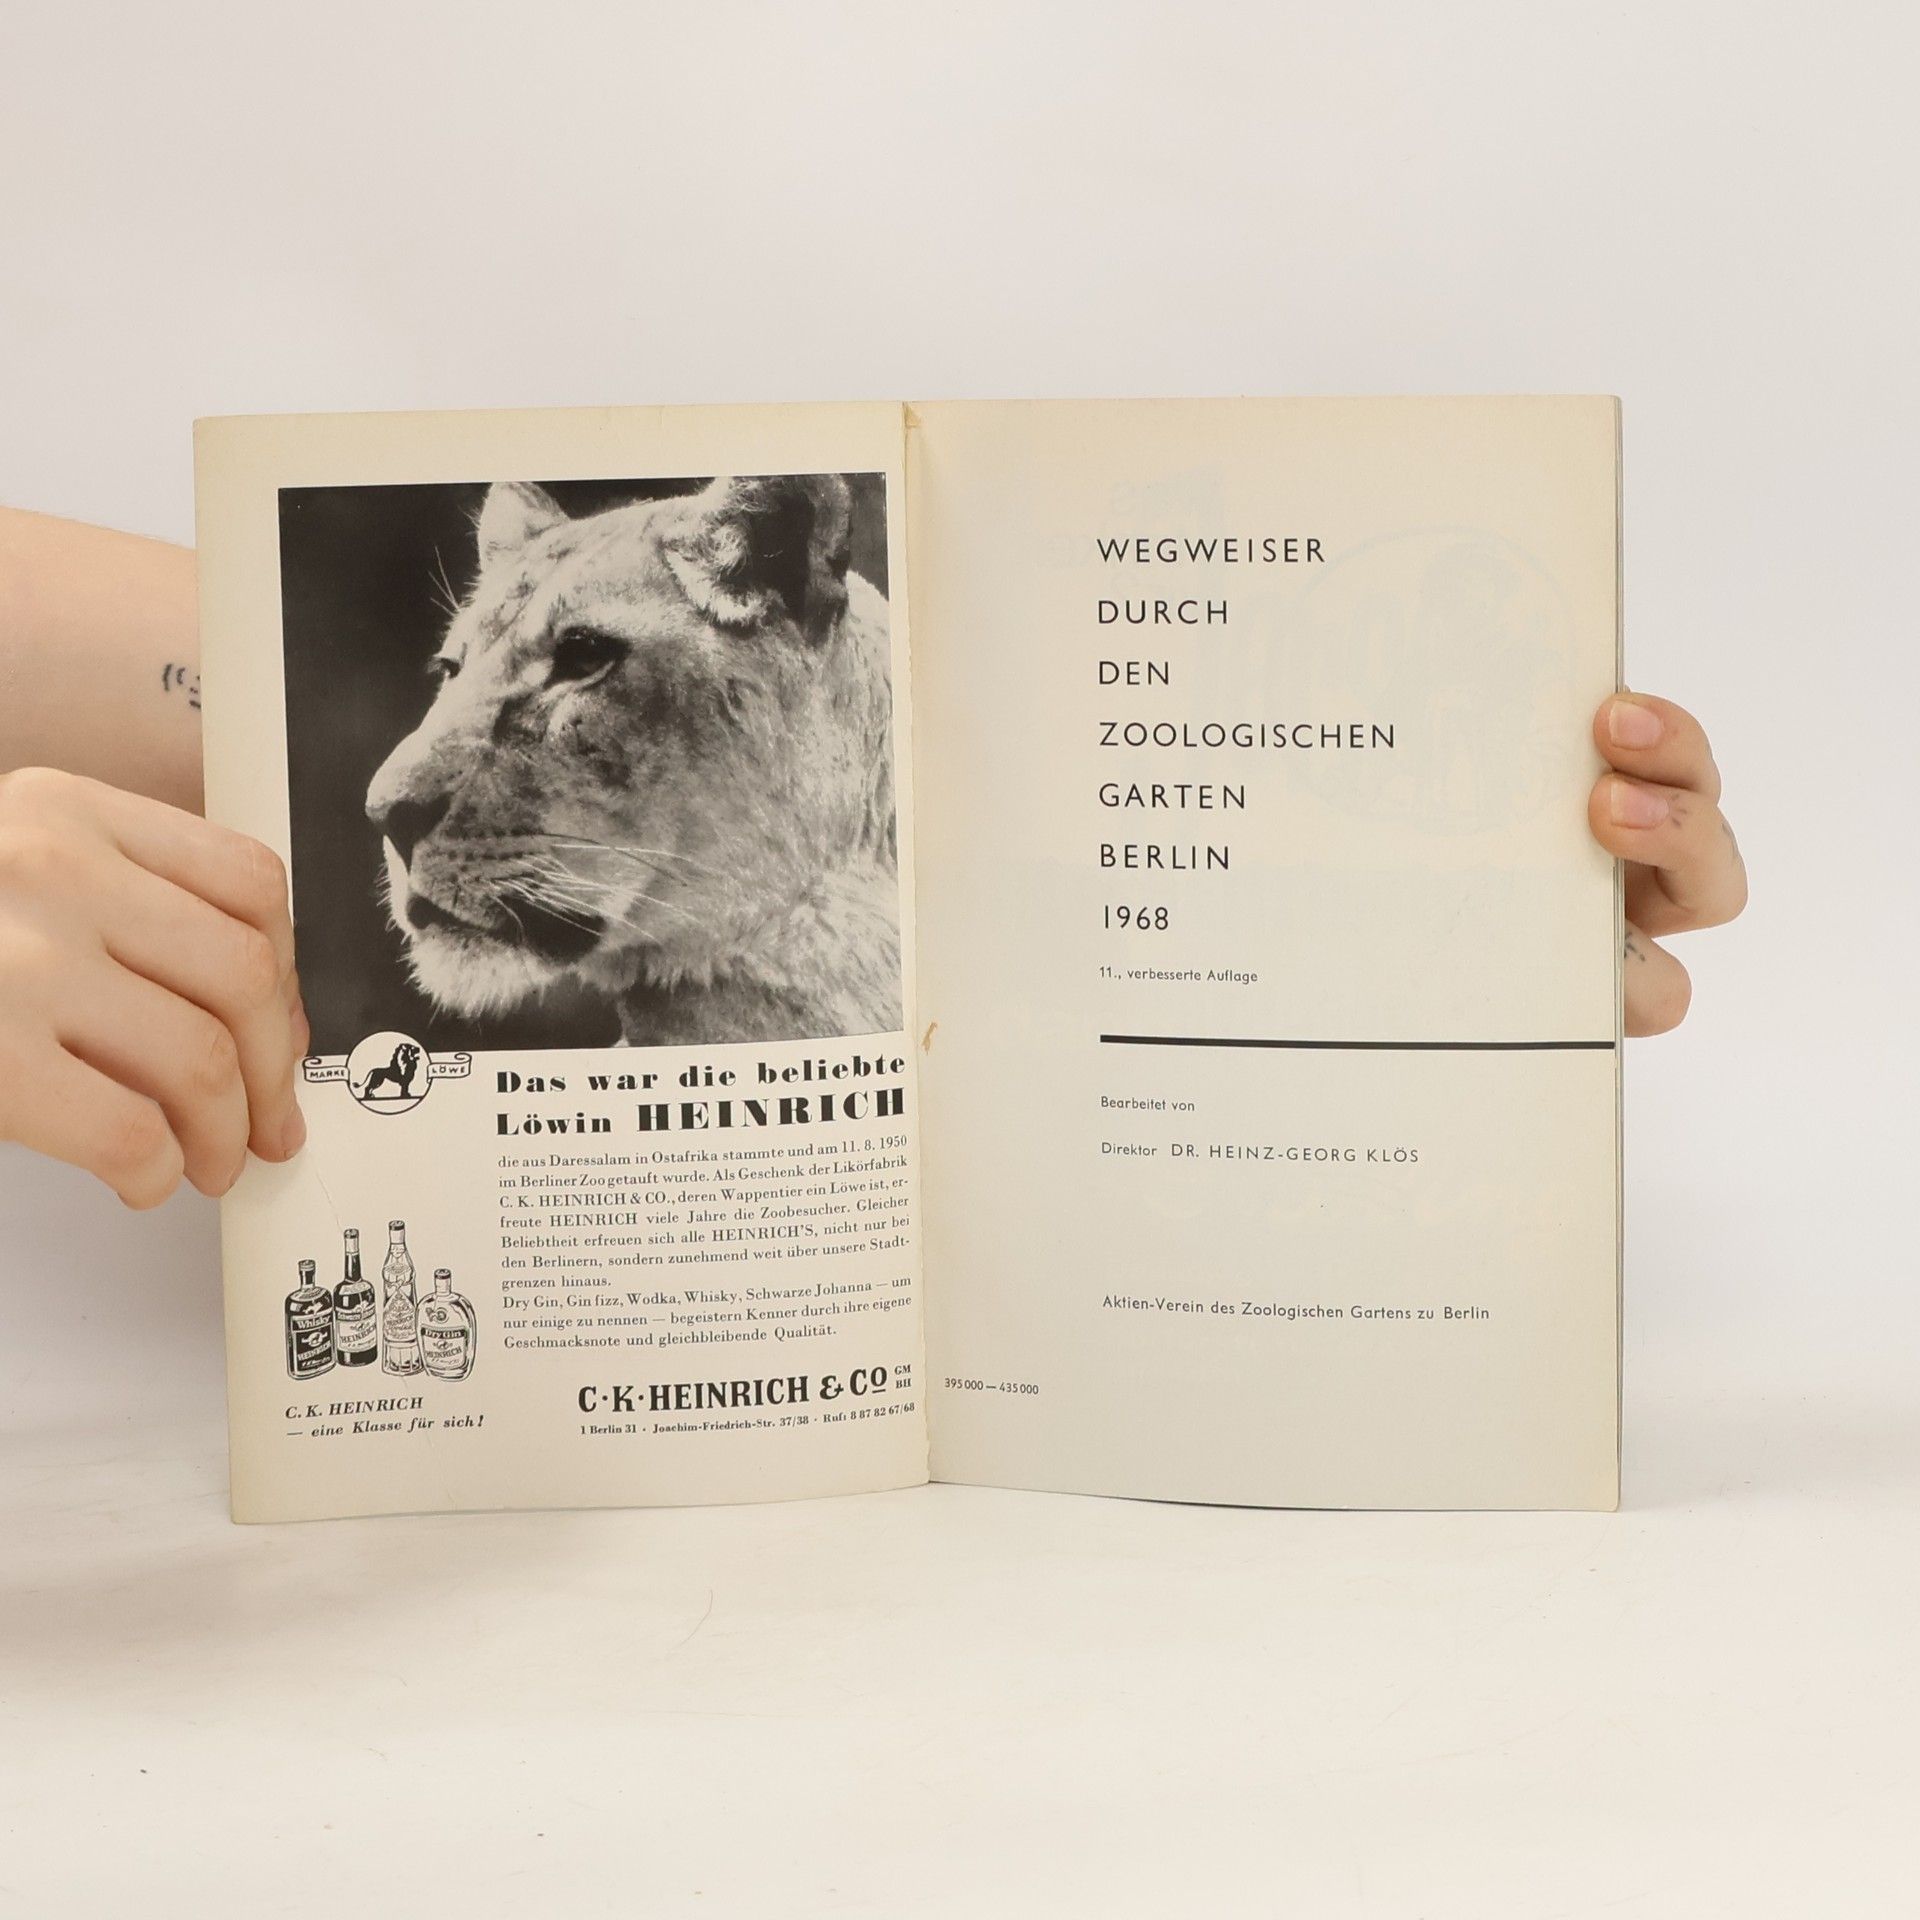 MARKE LÖWE
Das war die beliebte
Löwin HEINRICH
die aus Daressalam in Ostafrika stammte und am 11. 8. 1950
im Berliner Zoo getauft wurde. Als Geschenk der Likörfabrik
C. K. HEINRICH & CO., deren Wappentier ein Löwe ist, er-
freute HEINRICH viele Jahre die Zoobesucher. Gleicher
Beliebtheit erfreuen sich alle HEINRICH'S, nicht nur bei
den Berlinern, sondern zunehmend weit über unsere Stadt-
grenzen hinaus.
Dry Gin, Gin fizz, Wodka, Whisky, Schwarze Johanna — um
nur einige zu nennen — begeistern Kenner durch ihre eigene
Geschmacksnote und gleichbleibende Qualität.
Whisky
HEINRICH
HEINRICH
Dry Gin
HEINRICH
C. K. HEINRICH
— eine Klasse für sich!
C·K·HEINRICH & CO GM
BH
1 Berlin 31 · Joachim-Friedrich-Str. 37/38 · Ruf: 8 87 82 67/68
WEGWEISER
DURCH
DEN
ZOOLOGISCHEN
GARTEN
BERLIN
1968
11., verbesserte Auflage
Bearbeitet von
Direktor DR. HEINZ-GEORG KLÖS
Aktien-Verein des Zoologischen Gartens zu Berlin
395 000 — 435 000